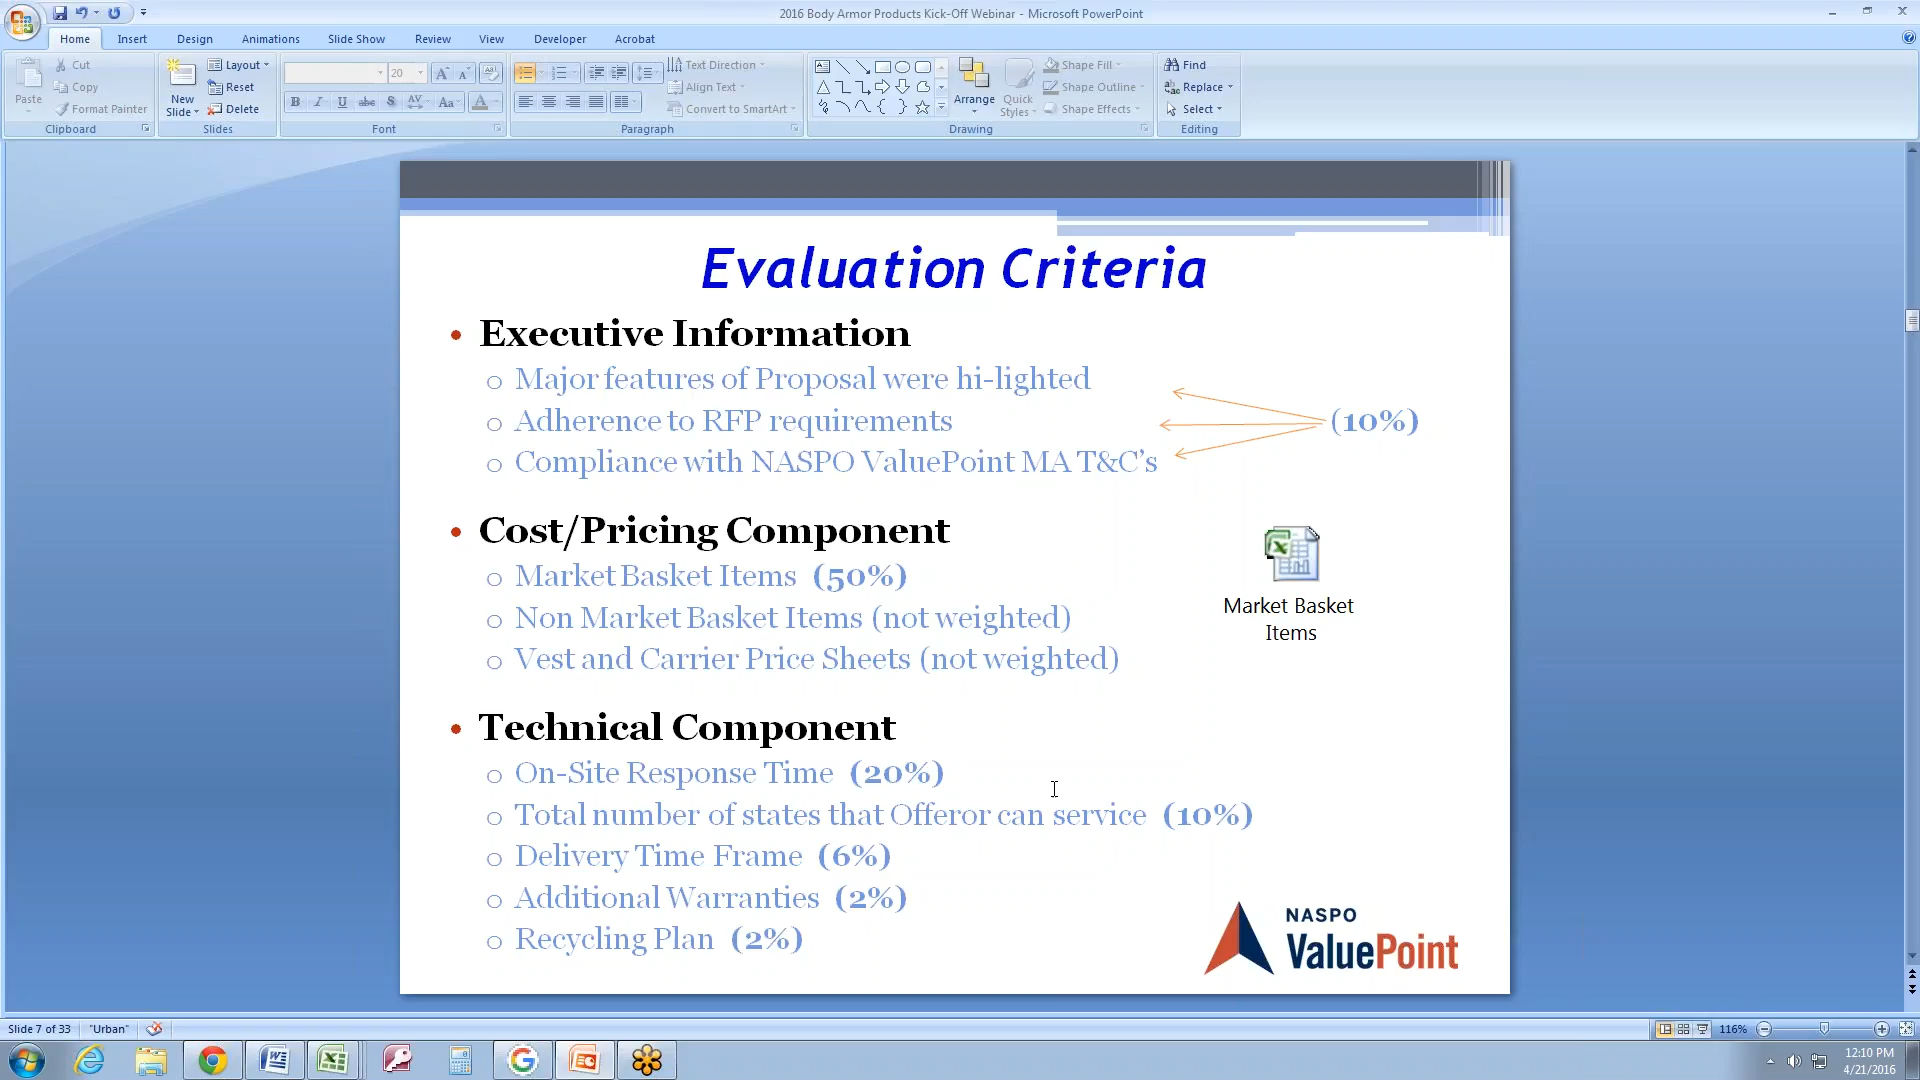 2016 Body Armor Products Kick-Off Webinar - Microsoft PowerPoint
Home Insert Design Animations Slide Show Review View Developer Acrobat
Paste Cut Copy Format Painter
Clipboard
New Slide Layout Reset Delete
Slides
20
B I U abc S AV Aa A
Font
Text Direction
Align Text
Convert to SmartArt
Paragraph
Arrange Quick Styles Shape Fill Shape Outline Shape Effects
Drawing
Find
Replace
Select
Editing
Evaluation Criteria
• Executive Information
o Major features of Proposal were hi-lighted
o Adherence to RFP requirements (10%)
o Compliance with NASPO ValuePoint MA T&C's
• Cost/Pricing Component
o Market Basket Items (50%)
o Non Market Basket Items (not weighted)
o Vest and Carrier Price Sheets (not weighted)
Market Basket
Items
• Technical Component
o On-Site Response Time (20%)
o Total number of states that Offeror can service (10%)
o Delivery Time Frame (6%)
o Additional Warranties (2%)
o Recycling Plan (2%)
NASPO
ValuePoint
Slide 7 of 33 "Urban" 116%
12:10 PM
4/21/2016